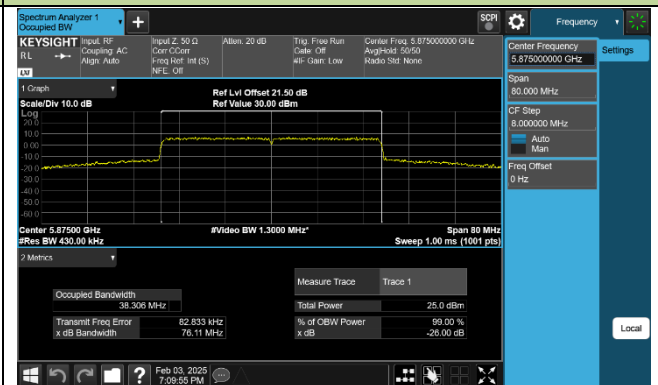 Spectrum Analyzer 1
Occupied BW
SCPI
Frequency
KEYSIGHT
RL
LXI
Input: RF
Coupling: AC
Align: Auto
Input Z: 50 Ω
Corr CCorr
Freq Ref: Int (S)
NFE: Off
Atten: 20 dB
Trig: Free Run
Gate: Off
#IF Gain: Low
Center Freq: 5.875000000 GHz
Avg|Hold: 50/50
Radio Std: None
Center Frequency
5.875000000 GHz
Settings
Span
80.000 MHz
CF Step
8.000000 MHz
Auto
Man
Freq Offset
0 Hz
Local
1 Graph
Scale/Div 10.0 dB
Ref Lvl Offset 21.50 dB
Ref Value 30.00 dBm
Log
20.0
10.0
0.00
-10.0
-20.0
-30.0
-40.0
-50.0
-60.0
Center 5.87500 GHz
#Video BW 1.3000 MHz*
Span 80 MHz
#Res BW 430.00 kHz
Sweep 1.00 ms (1001 pts)
2 Metrics
Measure Trace
Trace 1
Occupied Bandwidth
38.306 MHz
Total Power
25.0 dBm
Transmit Freq Error
82.833 kHz
% of OBW Power
99.00 %
x dB Bandwidth
76.11 MHz
x dB
-26.00 dB
Feb 03, 2025
7:09:55 PM